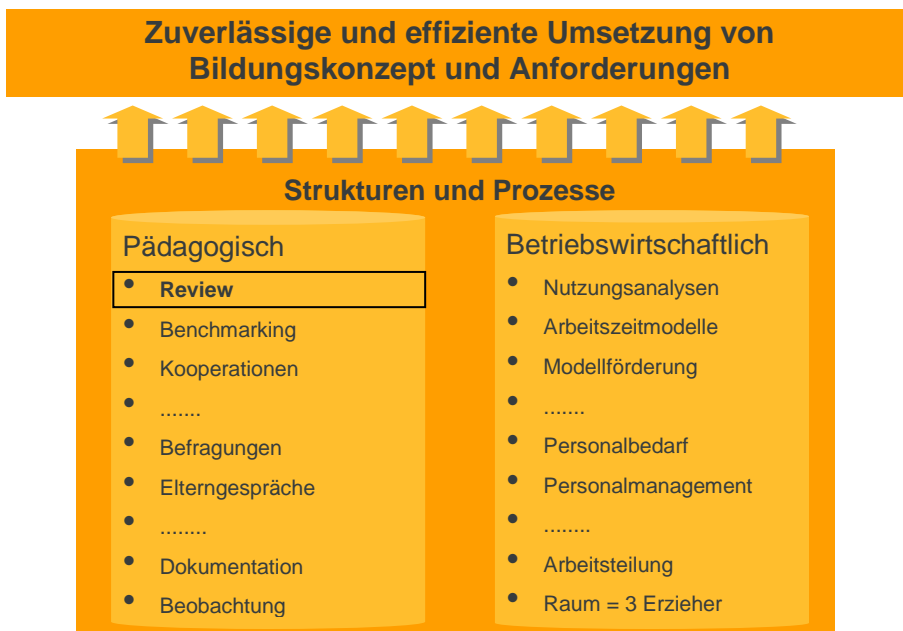 Zuverlässige und effiziente Umsetzung von
Bildungskonzept und Anforderungen
Strukturen und Prozesse
Pädagogisch
• Review
• Benchmarking
• Kooperationen
• .......
• Befragungen
• Elterngespräche
• ........
• Dokumentation
• Beobachtung
Betriebswirtschaftlich
• Nutzungsanalysen
• Arbeitszeitmodelle
• Modellförderung
• .......
• Personalbedarf
• Personalmanagement
• ........
• Arbeitsteilung
• Raum = 3 Erzieher